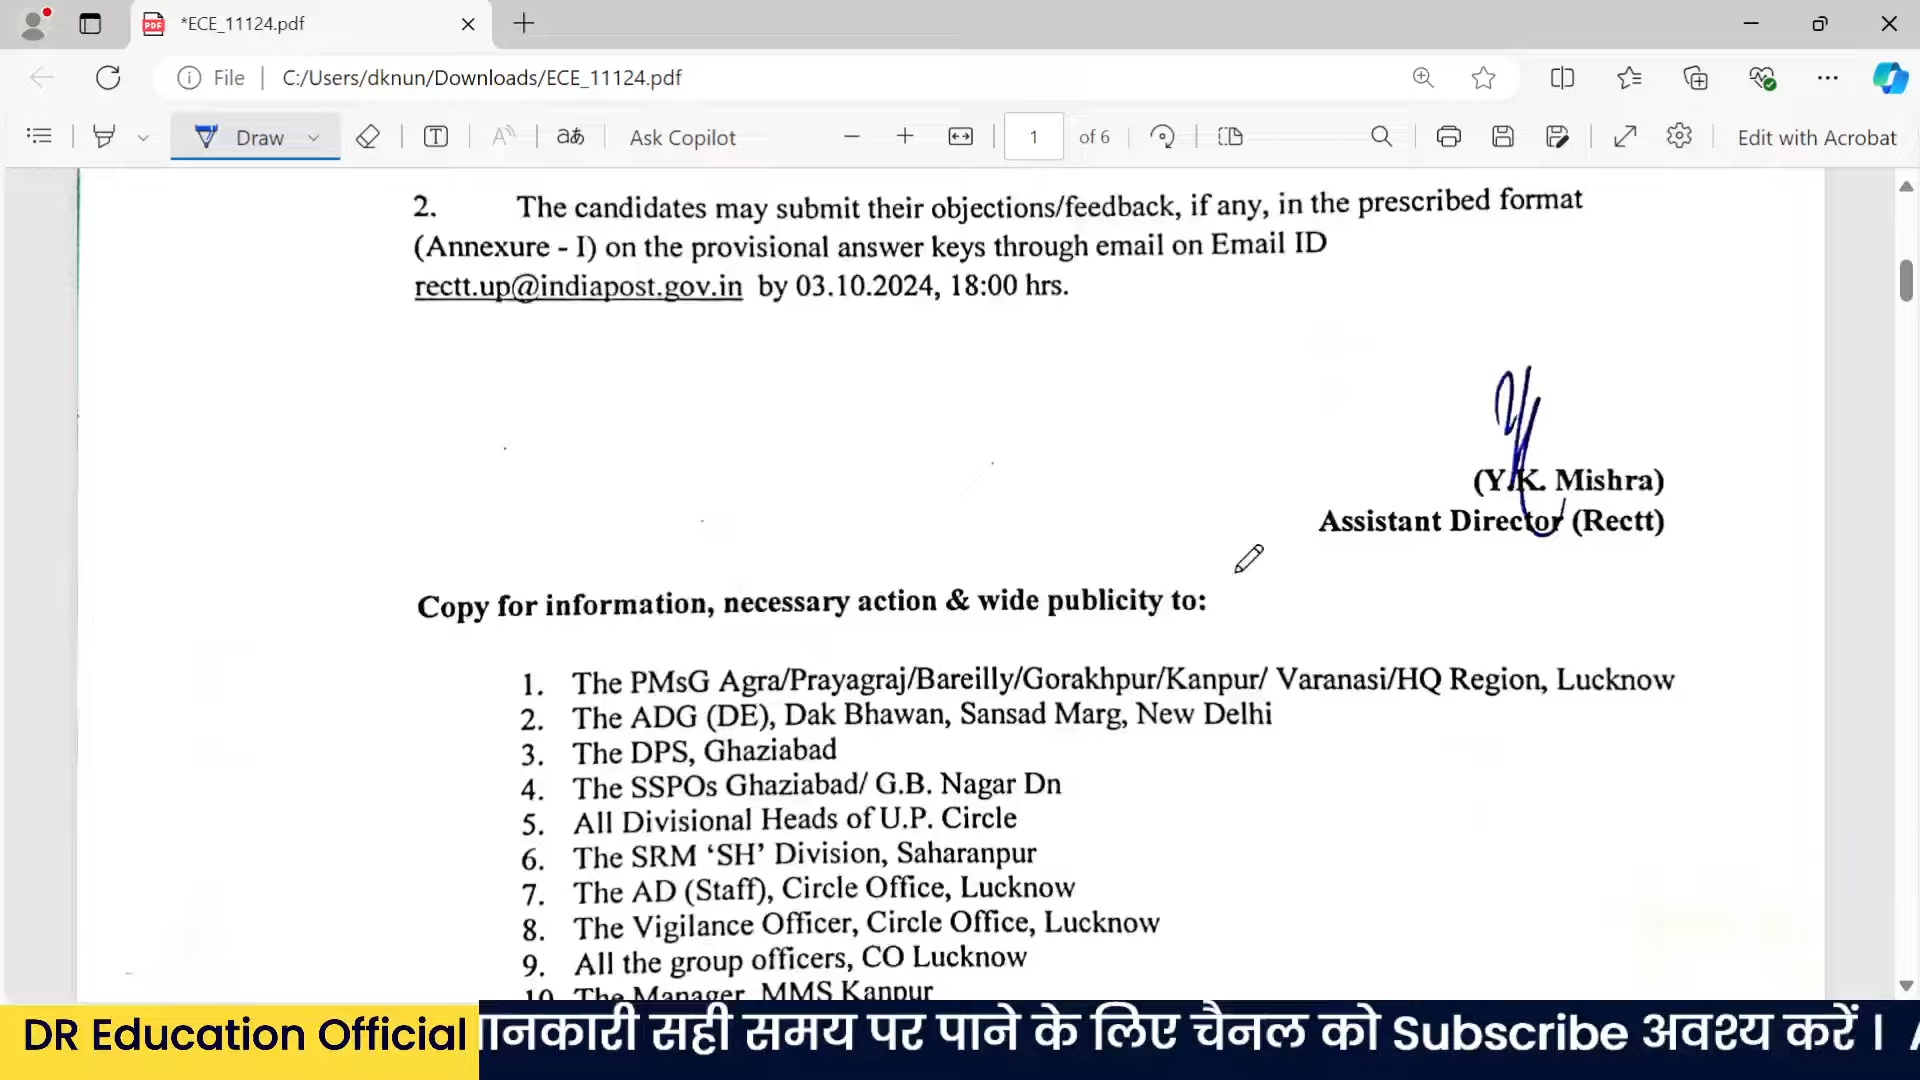 *ECE_11124.pdf
File
C:/Users/dknun/Downloads/ECE_11124.pdf
Draw
Ask Copilot
1 of 6
Edit with Acrobat
2. The candidates may submit their objections/feedback, if any, in the prescribed format
(Annexure - I) on the provisional answer keys through email on Email ID
rectt.up@indiapost.gov.in by 03.10.2024, 18:00 hrs.
(Y.K. Mishra)
Assistant Director (Rectt)
Copy for information, necessary action & wide publicity to:
1. The PMsG Agra/Prayagraj/Bareilly/Gorakhpur/Kanpur/ Varanasi/HQ Region, Lucknow
2. The ADG (DE), Dak Bhawan, Sansad Marg, New Delhi
3. The DPS, Ghaziabad
4. The SSPOs Ghaziabad/ G.B. Nagar Dn
5. All Divisional Heads of U.P. Circle
6. The SRM ‘SH’ Division, Saharanpur
7. The AD (Staff), Circle Office, Lucknow
8. The Vigilance Officer, Circle Office, Lucknow
9. All the group officers, CO Lucknow
10. The Manager, MMS Kanpur
DR Education Official
ानकारी सही समय पर पाने के लिए चैनल को Subscribe अवश्य करें ।